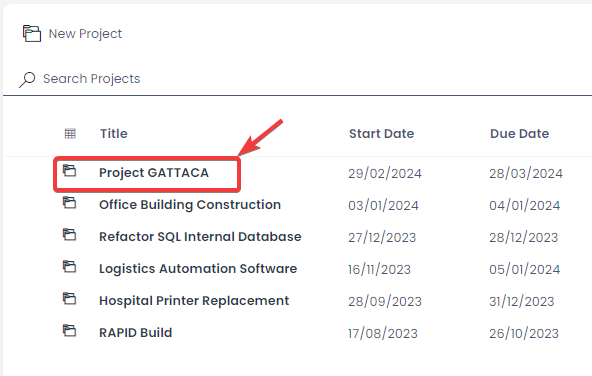 New Project
Search Projects
Title Start Date Due Date
Project GATTACA 29/02/2024 28/03/2024
Office Building Construction 03/01/2024 04/01/2024
Refactor SQL Internal Database 27/12/2023 28/12/2023
Logistics Automation Software 16/11/2023 05/01/2024
Hospital Printer Replacement 28/09/2023 31/12/2023
RAPID Build 17/08/2023 26/10/2023